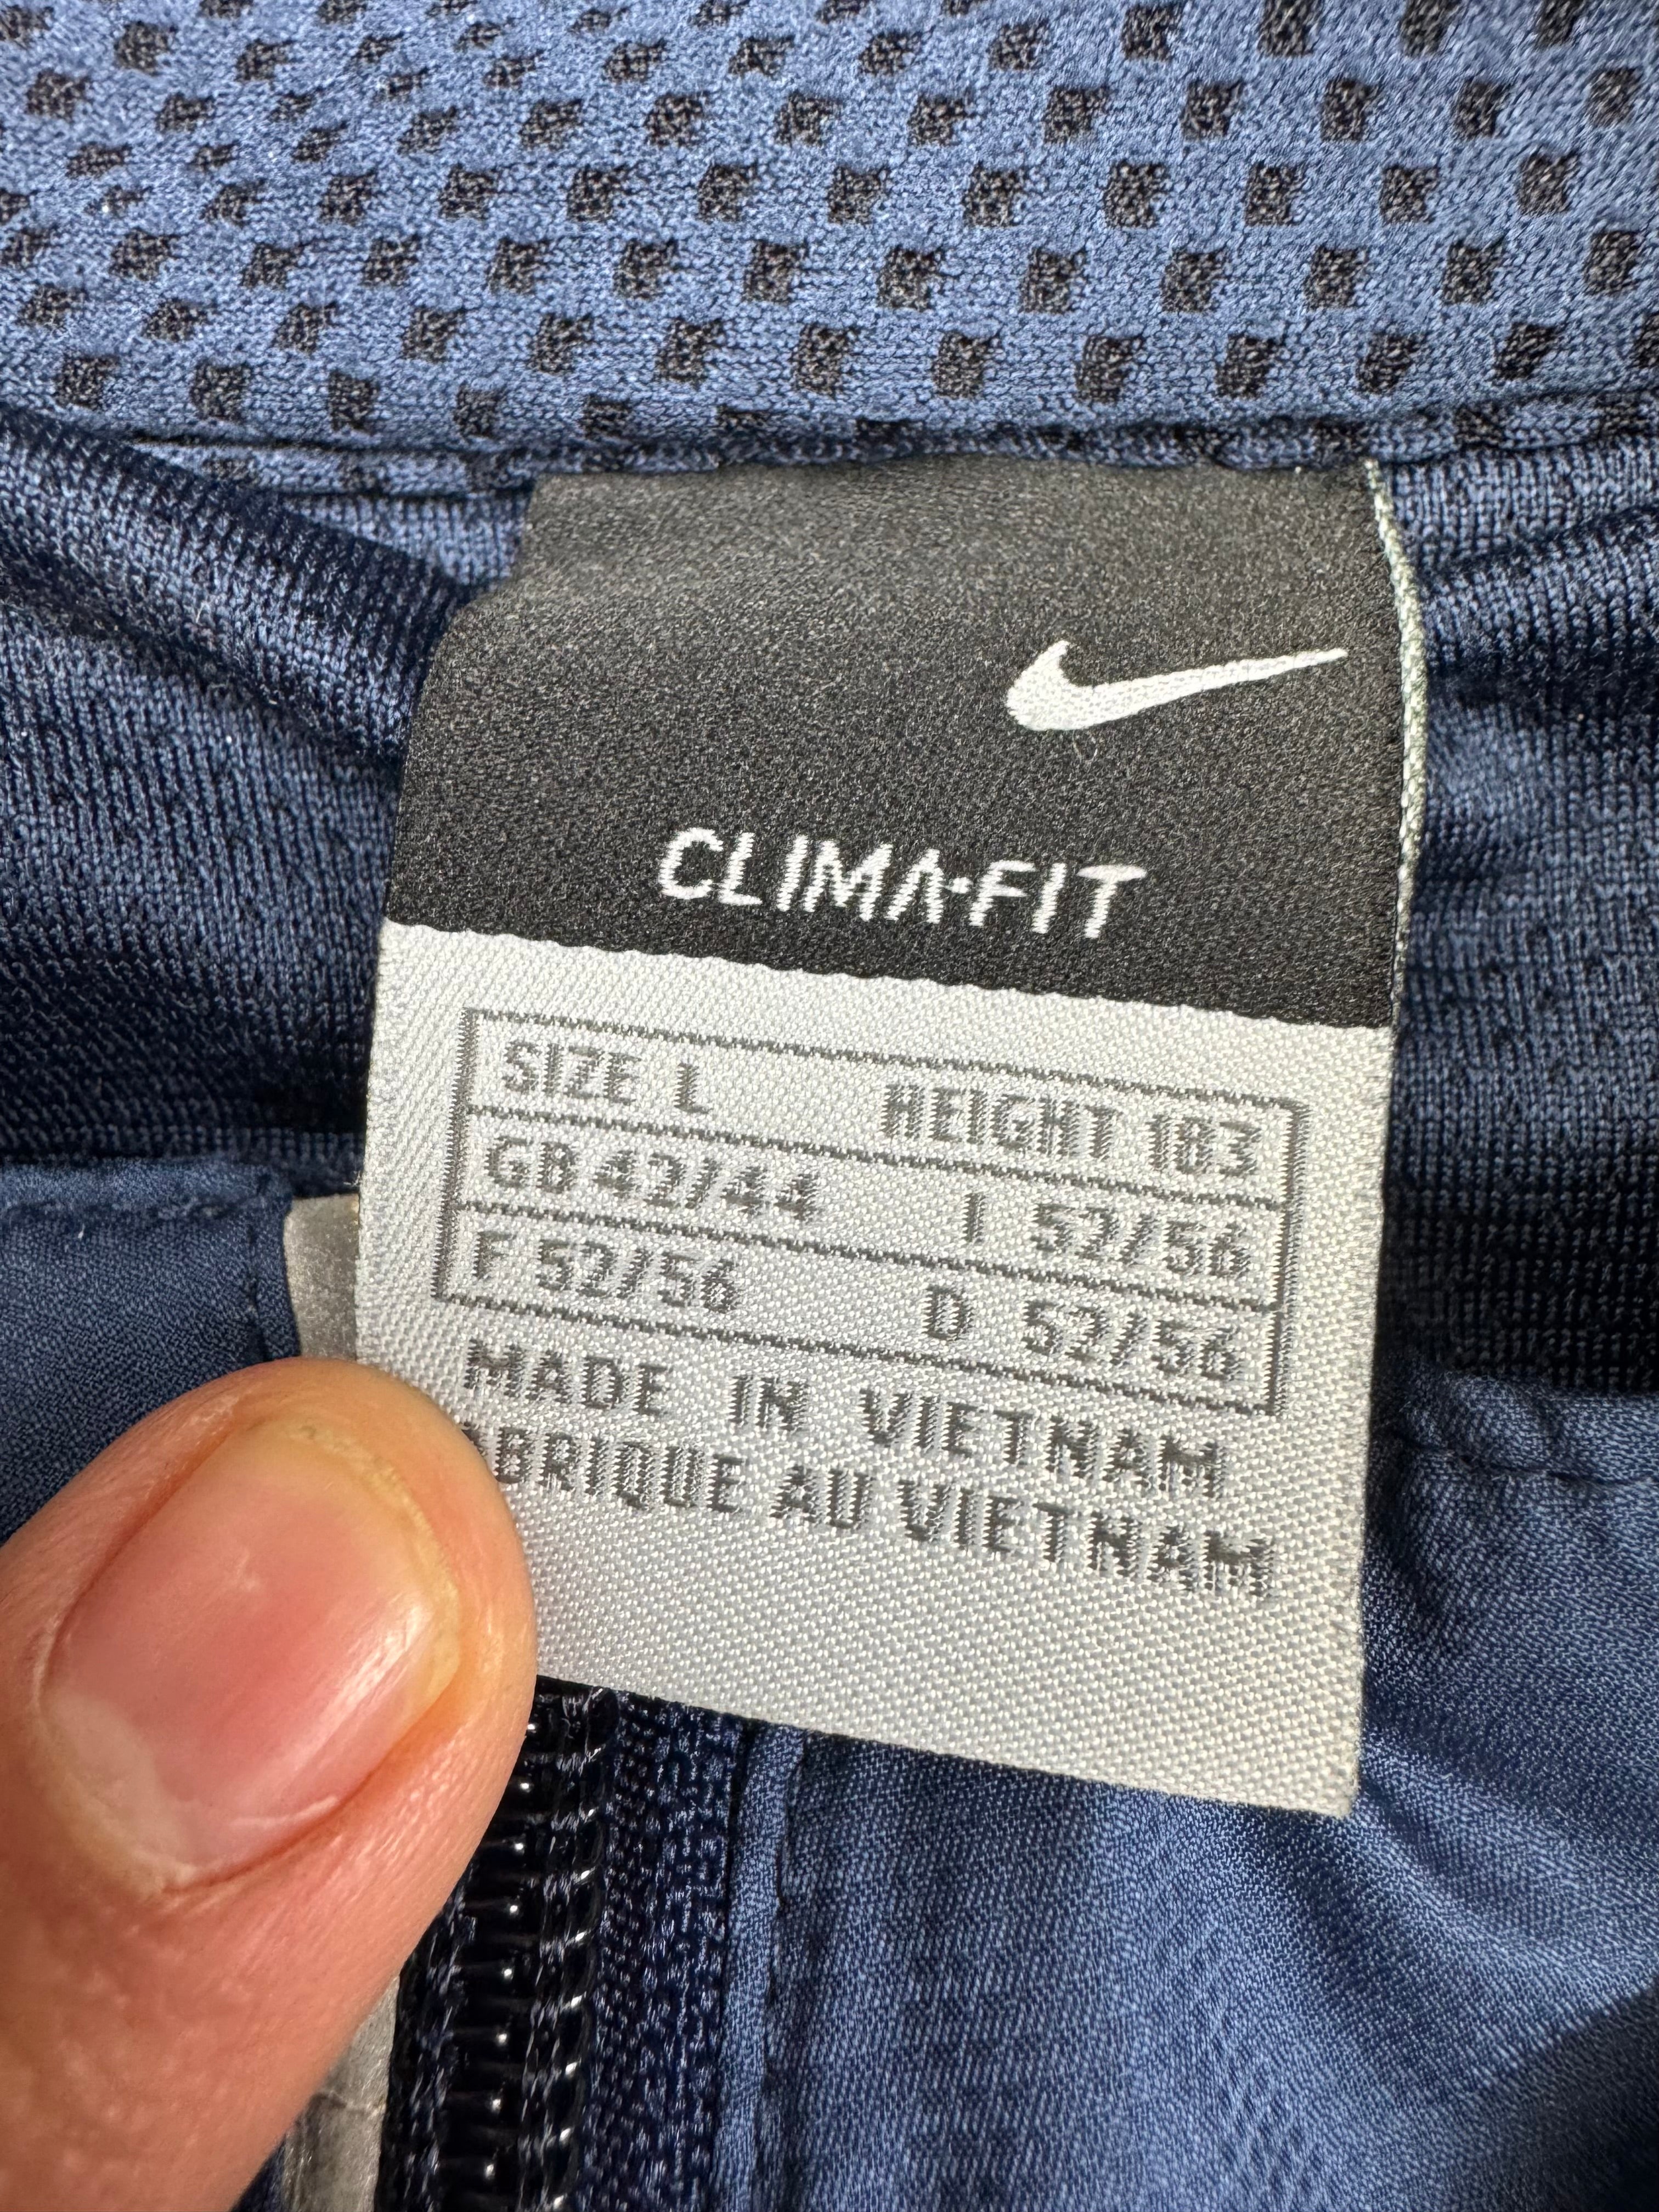 CLIMA·FIT
SIZE L HEIGHT 183
GB 42/44 I 52/56
F 52/56 D 52/56
MADE IN VIETNAM
ABRIQUE AU VIETNAM